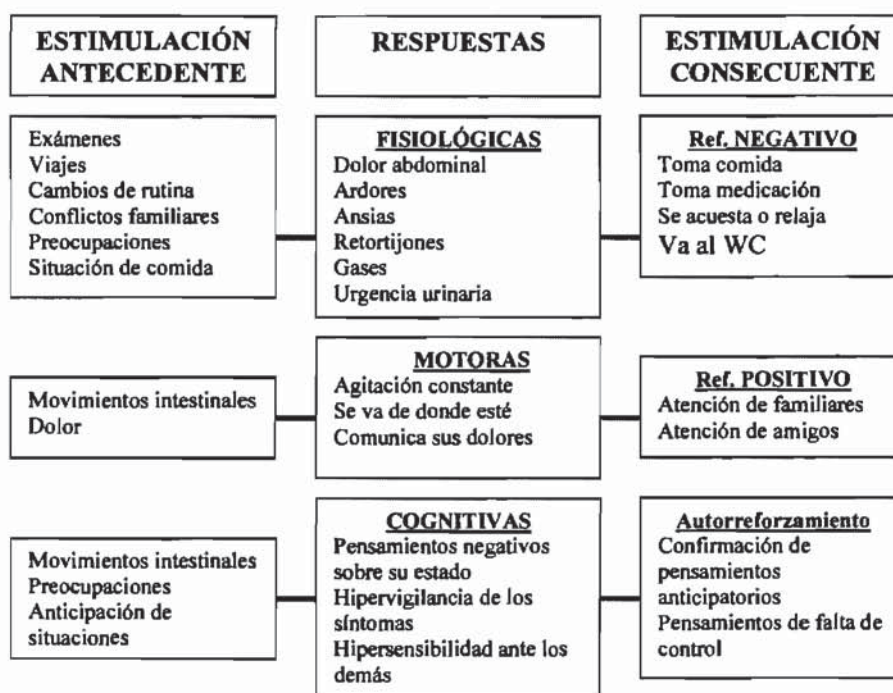 ESTIMULACIÓN
ANTECEDENTE
RESPUESTAS
ESTIMULACIÓN
CONSECUENTE
Exámenes
Viajes
Cambios de rutina
Conflictos familiares
Preocupaciones
Situación de comida
FISIOLÓGICAS
Dolor abdominal
Ardores
Ansias
Retortijones
Gases
Urgencia urinaria
Ref. NEGATIVO
Toma comida
Toma medicación
Se acuesta o relaja
Va al WC
Movimientos intestinales
Dolor
MOTORAS
Agitación constante
Se va de donde esté
Comunica sus dolores
Ref. POSITIVO
Atención de familiares
Atención de amigos
Movimientos intestinales
Preocupaciones
Anticipación de
situaciones
COGNITIVAS
Pensamientos negativos
sobre su estado
Hipervigilancia de los
síntomas
Hipersensibilidad ante los
demás
Autorreforzamiento
Confirmación de
pensamientos
anticipatorios
Pensamientos de falta de
control